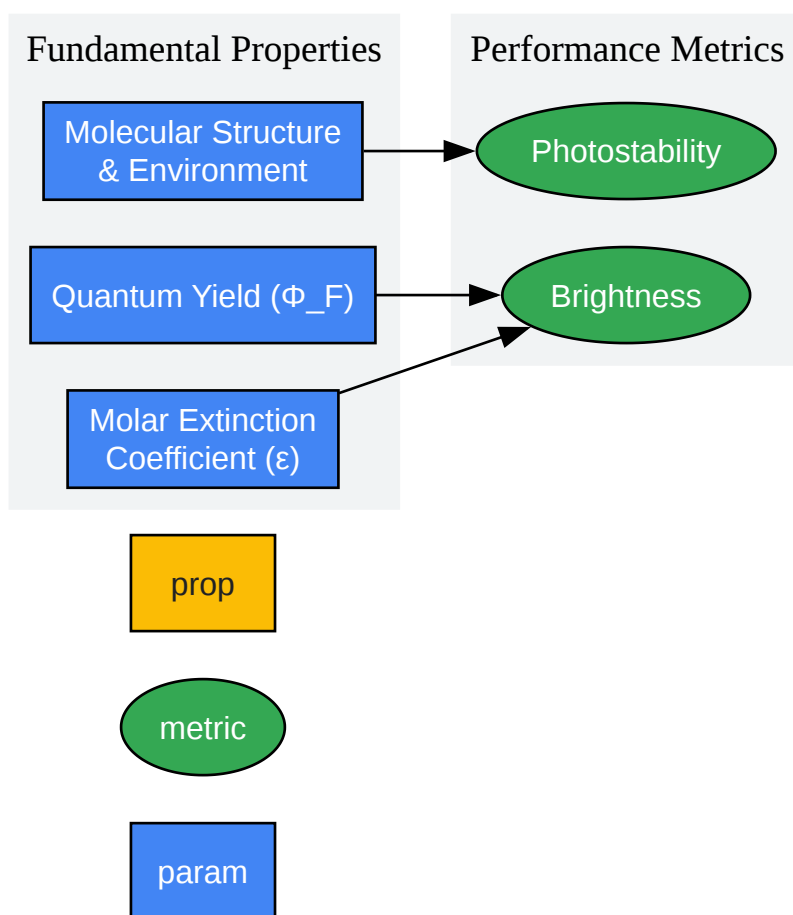 Fundamental Properties
Performance Metrics
Molecular Structure
& Environment
Photostability
Quantum Yield (Φ_F)
Brightness
Molar Extinction
Coefficient (ε)
prop
metric
param